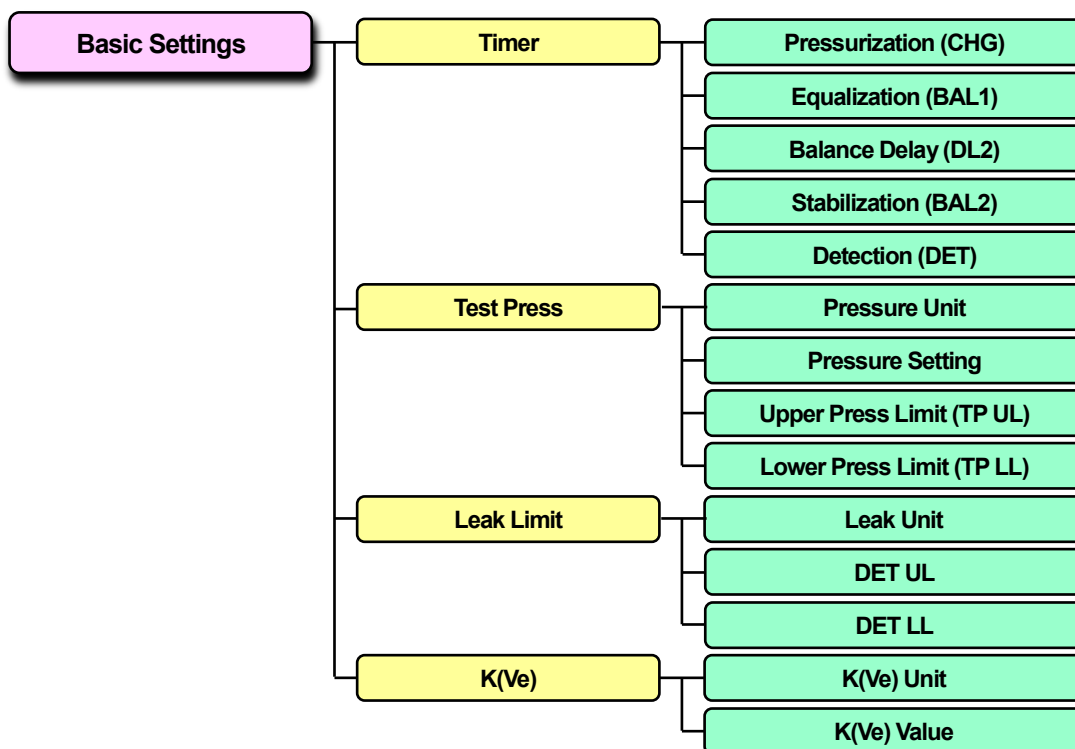 Basic Settings
Timer
Pressurization (CHG)
Equalization (BAL1)
Balance Delay (DL2)
Stabilization (BAL2)
Detection (DET)
Test Press
Pressure Unit
Pressure Setting
Upper Press Limit (TP UL)
Lower Press Limit (TP LL)
Leak Limit
Leak Unit
DET UL
DET LL
K(Ve)
K(Ve) Unit
K(Ve) Value